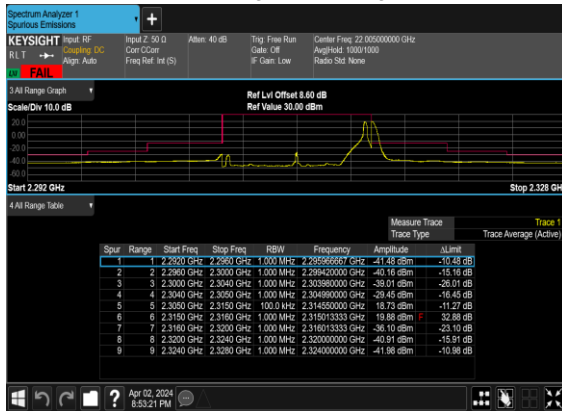 Spectrum Analyzer 1
Spurious Emissions
+
KEYSIGHT Input: RF Input Z: 50 Ω Atten: 40 dB Trig: Free Run Center Freq: 22.005000000 GHz
Coupling: DC Corr CCorr Gate: Off Avg|Hold: 1000/1000
RLT Align: Auto Freq Ref: Int (S) IF Gain: Low Radio Std: None
FAIL
3 All Range Graph
Ref Lvl Offset 8.60 dB
Scale/Div 10.0 dB Ref Value 30.00 dBm
20.0
0.00
-20.0
-40.0
-60.0
Start 2.292 GHz Stop 2.328 GH
4 All Range Table
Measure Trace Trace 1
Trace Type Trace Average (Active)
Spur Range Start Freq Stop Freq RBW Frequency Amplitude ΔLimit
1 1 2.2920 GHz 2.2960 GHz 1.000 MHz 2.295966667 GHz -41.48 dBm -10.48 dB
2 2 2.2960 GHz 2.3000 GHz 1.000 MHz 2.299420000 GHz -40.16 dBm -15.16 dB
3 3 2.3000 GHz 2.3040 GHz 1.000 MHz 2.303980000 GHz -39.01 dBm -26.01 dB
4 4 2.3040 GHz 2.3050 GHz 1.000 MHz 2.304990000 GHz -29.45 dBm -16.45 dB
5 5 2.3050 GHz 2.3150 GHz 100.0 kHz 2.314550000 GHz 18.73 dBm -11.27 dB
6 6 2.3150 GHz 2.3160 GHz 1.000 MHz 2.315013333 GHz 19.88 dBm F 32.88 dB
7 7 2.3160 GHz 2.3200 GHz 1.000 MHz 2.316013333 GHz -36.10 dBm -23.10 dB
8 8 2.3200 GHz 2.3240 GHz 1.000 MHz 2.320000000 GHz -40.91 dBm -15.91 dB
9 9 2.3240 GHz 2.3280 GHz 1.000 MHz 2.324000000 GHz -41.98 dBm -10.98 dB
? Apr 02, 2024
8:53:21 PM